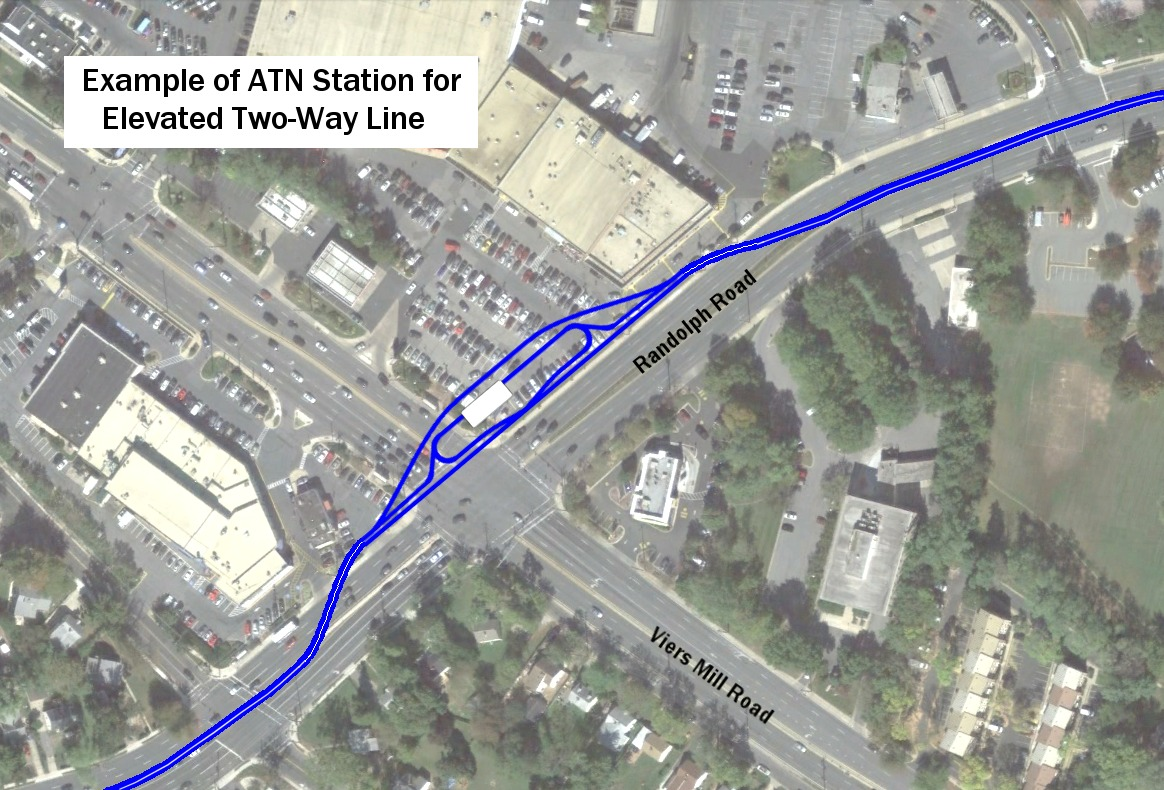 Example of ATN Station for
Elevated Two-Way Line
Randolph Road
Viers Mill Road